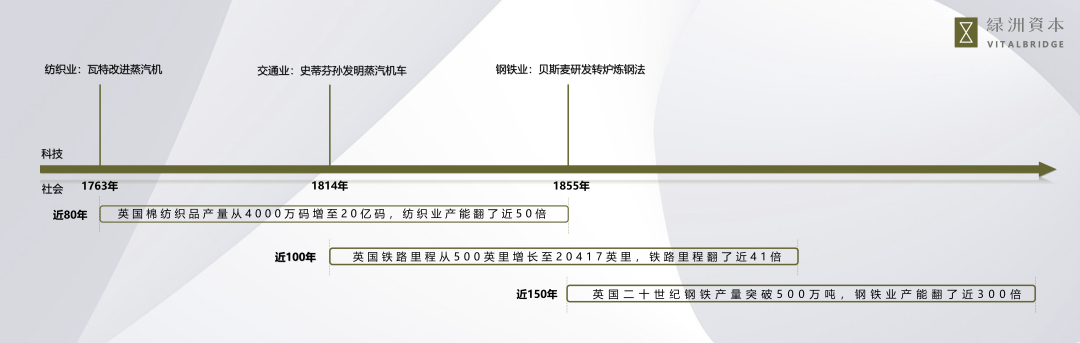 绿洲資本
VITALBRIDGE
纺织业：瓦特改进蒸汽机
交通业：史蒂芬孙发明蒸汽机车
钢铁业：贝斯麦研发转炉炼钢法
科技
社会
1763年
1814年
1855年
近80年
英国棉纺织品产量从4000万码增至20亿码，纺织业产能翻了近50倍
近100年
英国铁路里程从500英里增长至20417英里，铁路里程翻了近41倍
近150年
英国二十世纪钢铁产量突破500万吨，钢铁业产能翻了近300倍